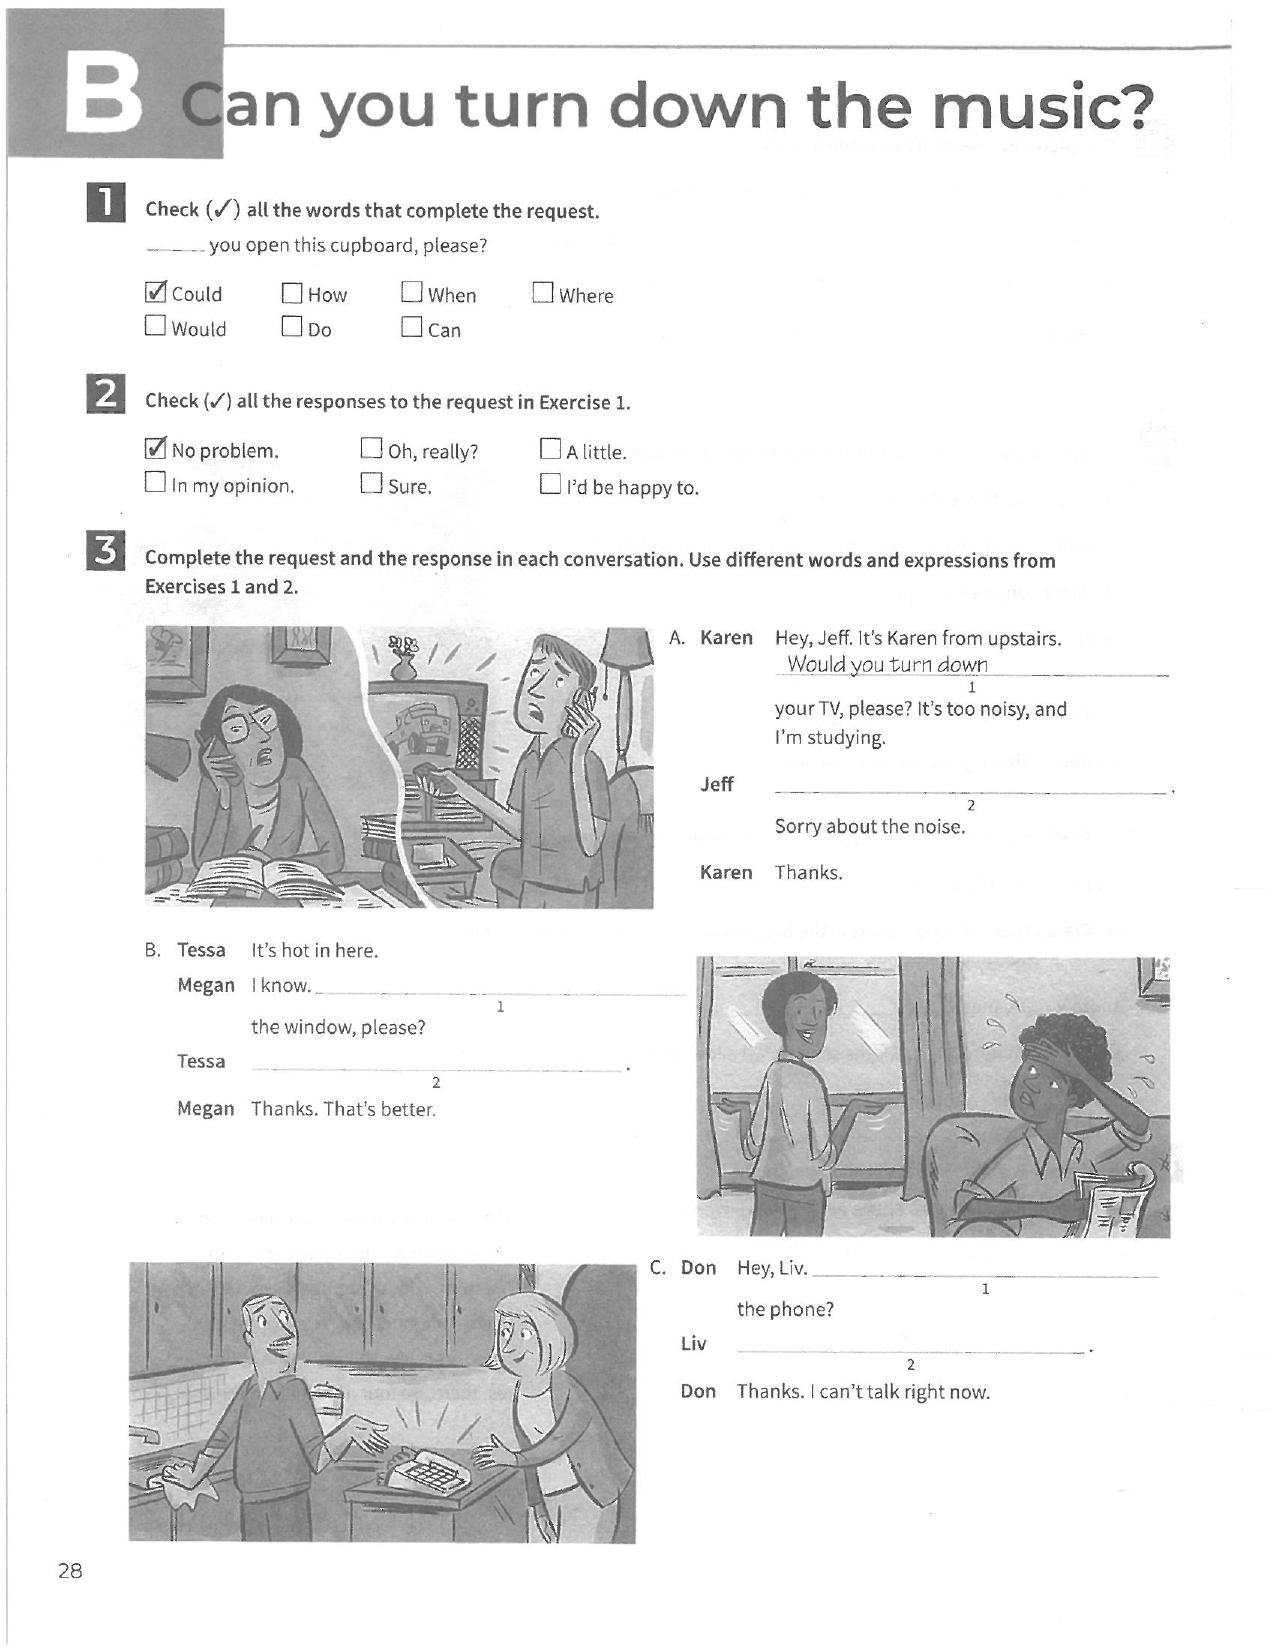 B Can you turn down the music?
1 Check (✓) all the words that complete the request.
_____ you open this cupboard, please?
☑ Could ☐ How ☐ When ☐ Where
☐ Would ☐ Do ☐ Can
2 Check (✓) all the responses to the request in Exercise 1.
☑ No problem. ☐ Oh, really? ☐ A little.
☐ In my opinion. ☐ Sure. ☐ I'd be happy to.
3 Complete the request and the response in each conversation. Use different words and expressions from
Exercises 1 and 2.
A. Karen Hey, Jeff. It's Karen from upstairs.
Would you turn down
1
your TV, please? It's too noisy, and
I'm studying.
Jeff _____.
2
Sorry about the noise.
Karen Thanks.
B. Tessa It's hot in here.
Megan I know. _____
1
the window, please?
Tessa _____.
2
Megan Thanks. That's better.
C. Don Hey, Liv. _____
1
the phone?
Liv _____.
2
Don Thanks. I can't talk right now.
28